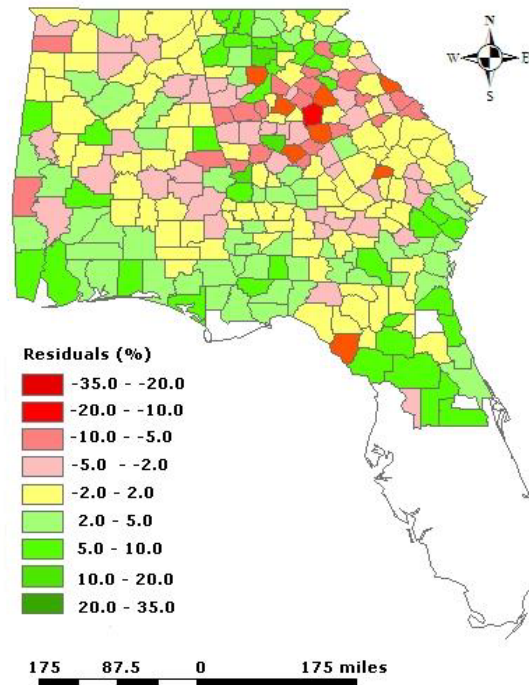 N
W E
S
Residuals (%)
-35.0 - -20.0
-20.0 - -10.0
-10.0 - -5.0
-5.0 - -2.0
-2.0 - 2.0
2.0 - 5.0
5.0 - 10.0
10.0 - 20.0
20.0 - 35.0
175 87.5 0 175 miles